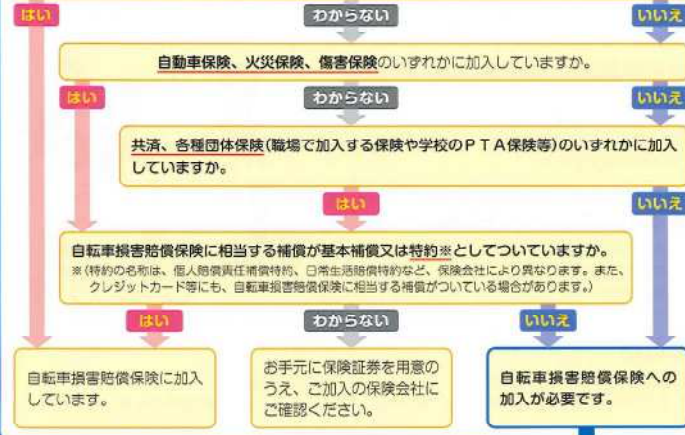 はい わからない いいえ
自動車保険、火災保険、傷害保険のいずれかに加入していますか。
はい わからない いいえ
共済、各種団体保険(職場で加入する保険や学校のPTA保険等)のいずれかに加入
していますか。
はい いいえ
自転車損害賠償保険に相当する補償が基本補償又は特約※としてついていますか。
※(特約の名称は、個人賠償責任補償特約、日常生活賠償特約など、保険会社により異なります。また、
クレジットカード等にも、自転車損害賠償保険に相当する補償がついている場合があります。)
はい わからない いいえ
自転車損害賠償保険に加入
しています。
お手元に保険証券を用意の
うえ、ご加入の保険会社に
ご確認ください。
自転車損害賠償保険への
加入が必要です。